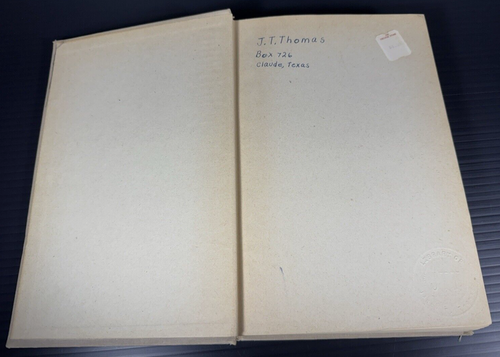 J.T. Thomas
Box 726
Claude, Texas